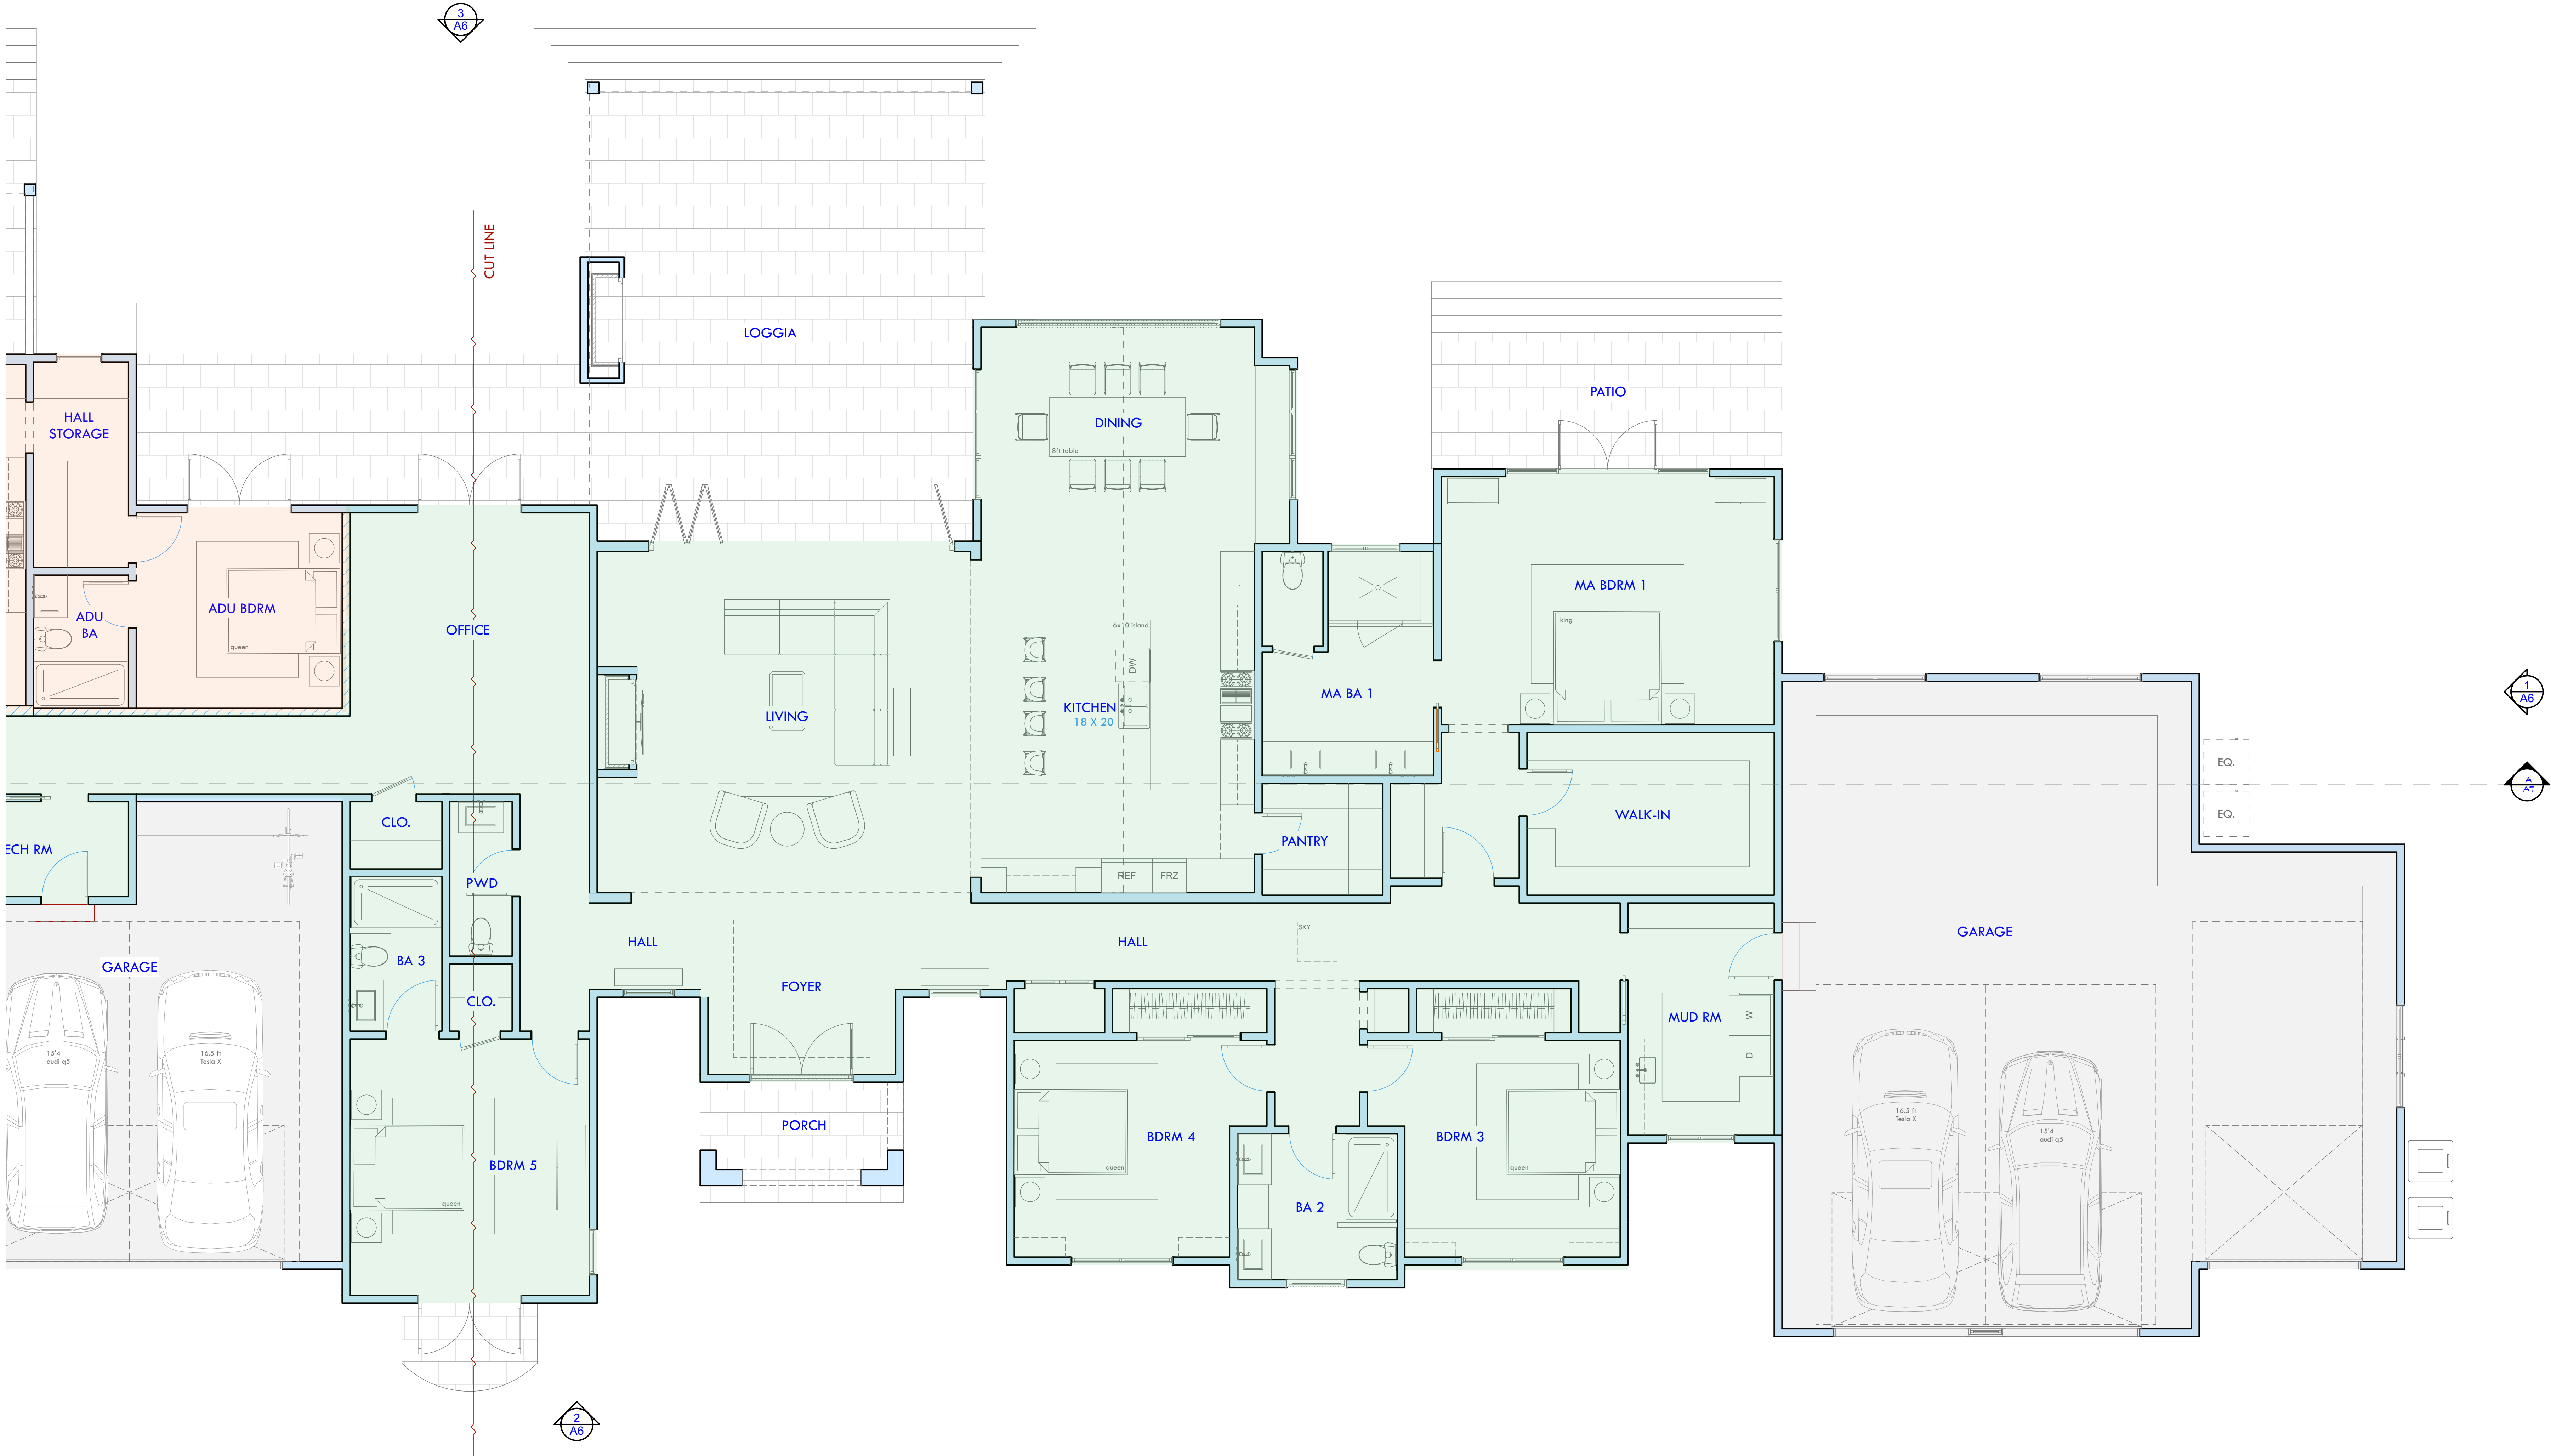 3
A6
CUT LINE
LOGGIA
PATIO
HALL
STORAGE
DINING
8ft table
ADU BDRM
queen
ADU
BA
OFFICE
LIVING
6x10 island
DW
KITCHEN
18 X 20
MA BA 1
MA BDRM 1
king
1
A6
EQ.
EQ.
A
A7
ECH RM
CLO.
PWD
PANTRY
WALK-IN
REF
FRZ
SKY
HALL
HALL
FOYER
BA 3
CLO.
GARAGE
GARAGE
MUD RM
W
D
15'4
audi q5
16.5 ft
Tesla X
PORCH
BDRM 5
queen
BDRM 4
queen
BA 2
BDRM 3
queen
16.5 ft
Tesla X
15'4
audi q5
2
A6